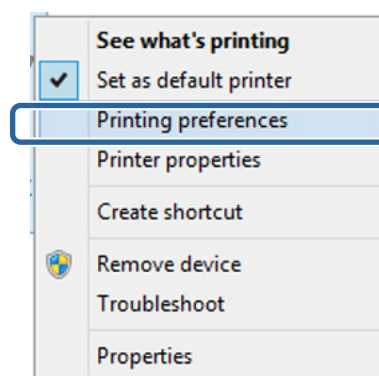 See what's printing
Set as default printer
Printing preferences
Printer properties
Create shortcut
Remove device
Troubleshoot
Properties